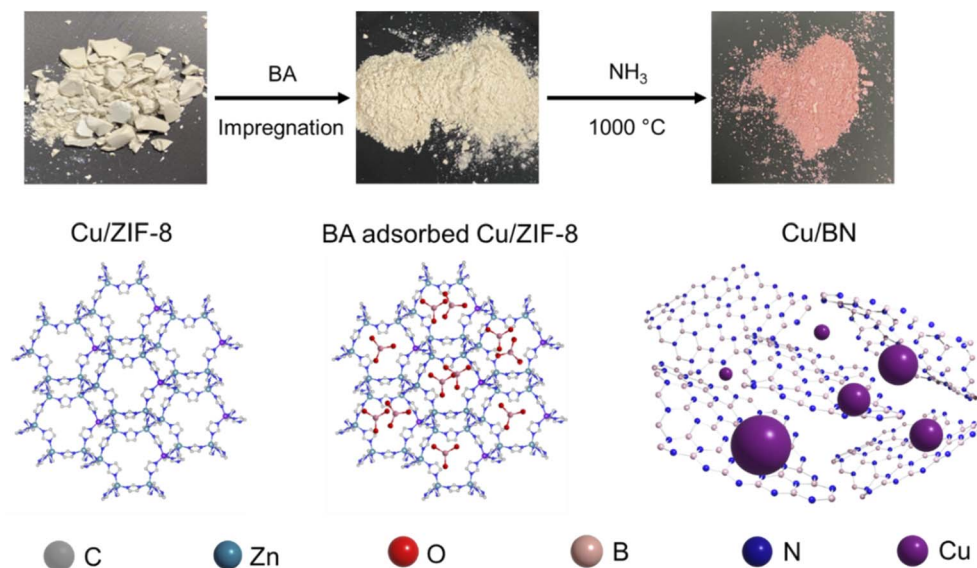 BA
Impregnation
NH₃
1000 °C
Cu/ZIF-8
BA adsorbed Cu/ZIF-8
Cu/BN
C
Zn
O
B
N
Cu